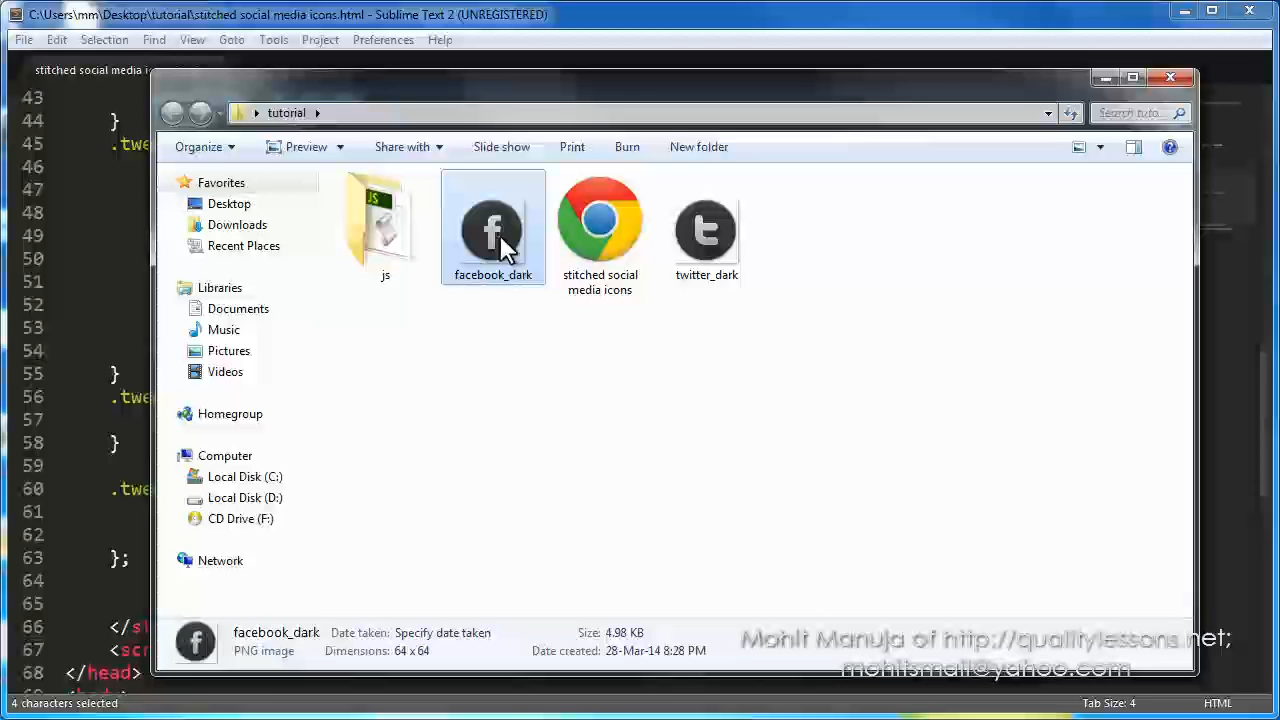 C:\Users\mm\Desktop\tutorial\stitched social media icons.html - Sublime Text 2 (UNREGISTERED)
File Edit Selection Find View Goto Tools Project Preferences Help
stitched social media i
tutorial
Search tuto...
Organize Preview Share with Slide show Print Burn New folder
43
44 }
45 .twe
46
47
48
49
50
51
52
53
54
55 }
56 .twe
57
58 }
59
60 .twe
61
62
63 };
64
65
66 </st
67 <scr
68 </head>
Favorites
Desktop
Downloads
Recent Places
Libraries
Documents
Music
Pictures
Videos
Homegroup
Computer
Local Disk (C:)
Local Disk (D:)
CD Drive (F:)
Network
JS
js
f
facebook_dark
stitched social
media icons
t
twitter_dark
f
facebook_dark Date taken: Specify date taken Size: 4.98 KB
PNG image Dimensions: 64 x 64 Date created: 28-Mar-14 8:28 PM
Mohit Manuja of http://qualitylessons.net;
mohitsmail@yahoo.com
4 characters selected Tab Size: 4 HTML